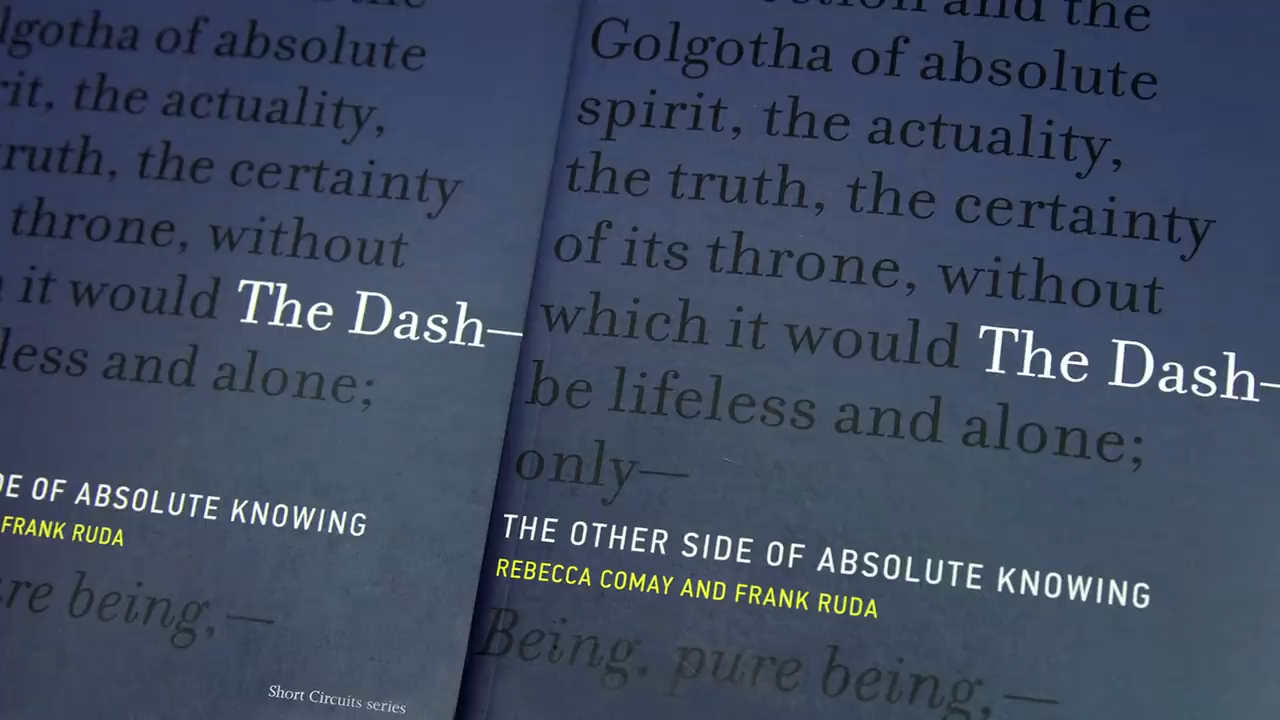 lgotha of absolute
rit, the actuality,
ruth, the certainty
throne, without
it would The Dash—
less and alone;
DE OF ABSOLUTE KNOWING
FRANK RUDA
re being,—
Short Circuits series
and the
Golgotha of absolute
spirit, the actuality,
the truth, the certainty
of its throne, without
which it would The Dash—
be lifeless and alone;
only—
THE OTHER SIDE OF ABSOLUTE KNOWING
REBECCA COMAY AND FRANK RUDA
Being, pure being,—